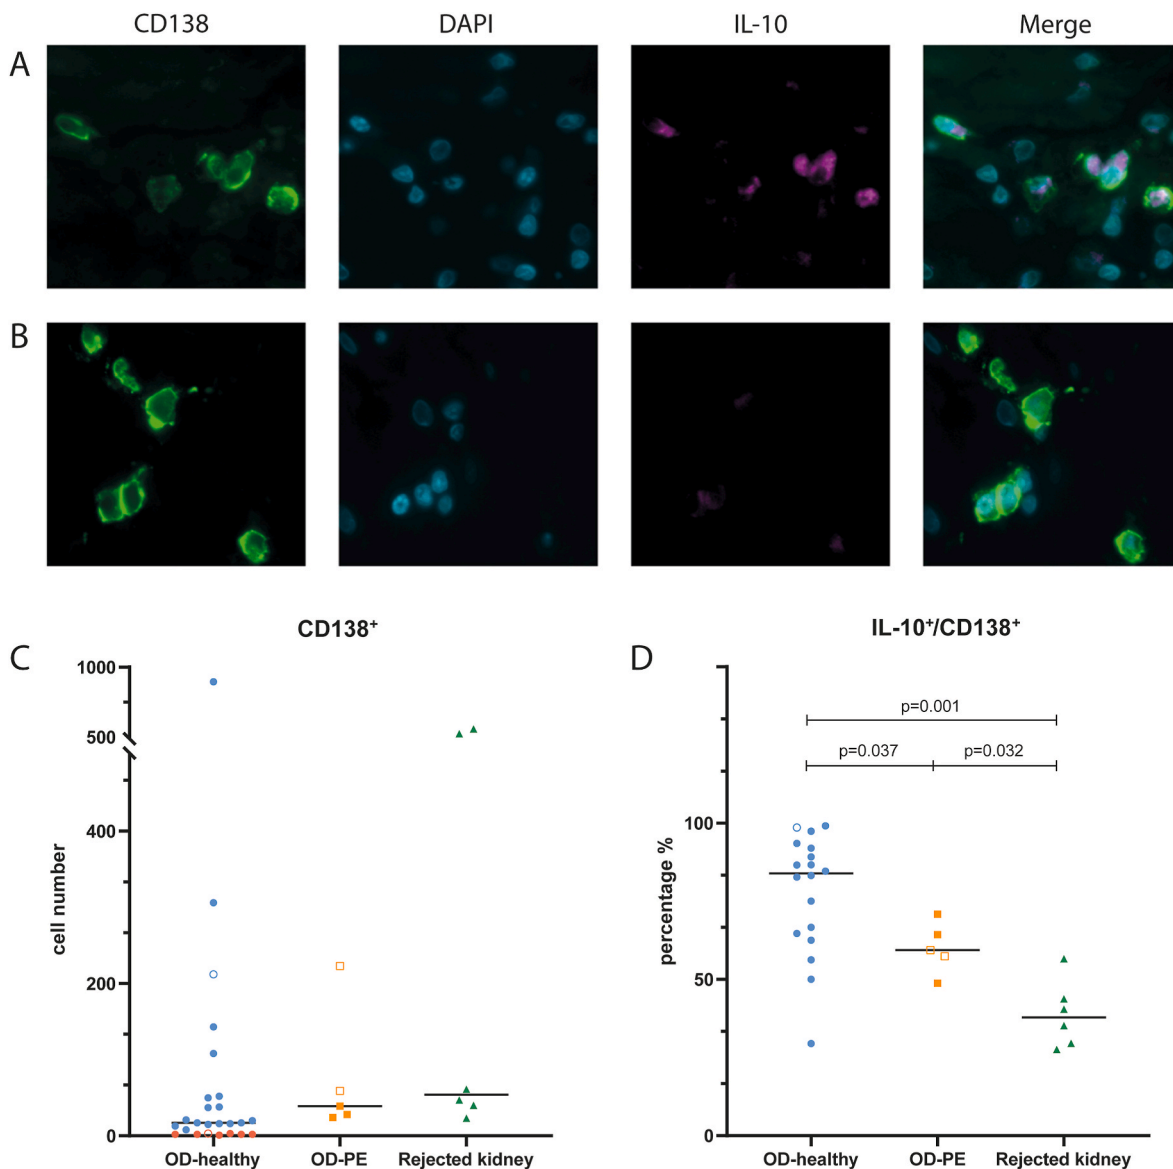 CD138 DAPI IL-10 Merge
A
B
C
CD138⁺
1000
500
400
200
0
cell number
OD-healthy OD-PE Rejected kidney
D
IL-10⁺/CD138⁺
p=0.001
p=0.037 p=0.032
100
50
0
percentage %
OD-healthy OD-PE Rejected kidney